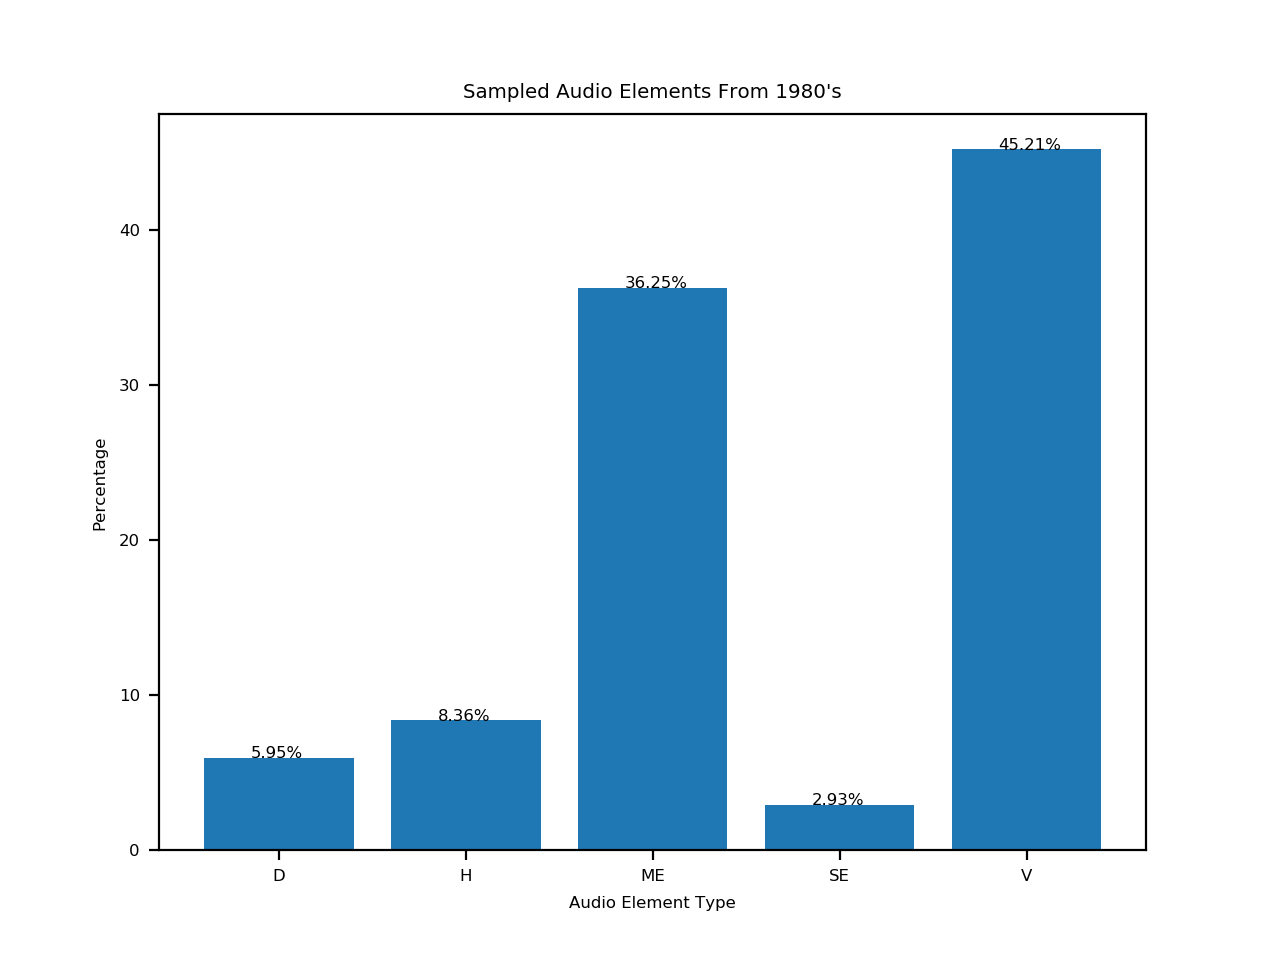 Sampled Audio Elements From 1980's
45.21%
40
36.25%
30
Percentage
20
10
8.36%
5.95%
2.93%
0
D H ME SE V
Audio Element Type